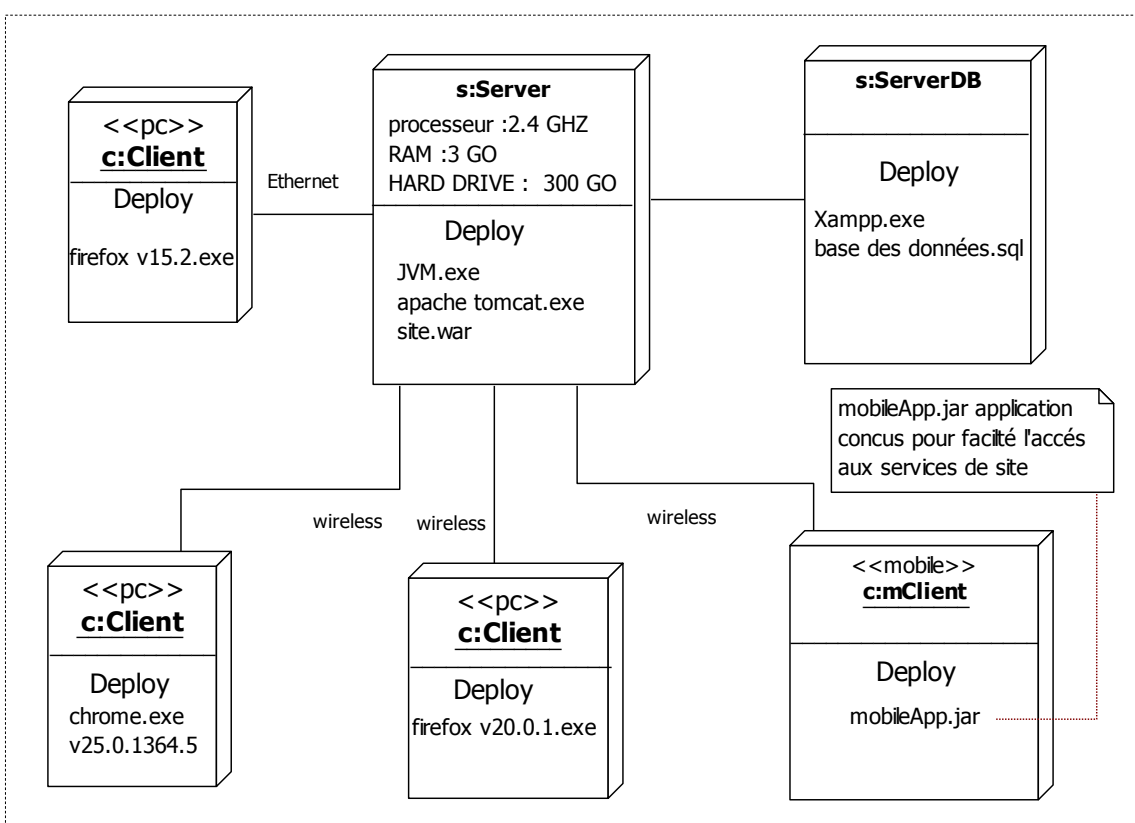 <<pc>>
c:Client
Deploy
firefox v15.2.exe
Ethernet
s:Server
processeur :2.4 GHZ
RAM :3 GO
HARD DRIVE :  300 GO
Deploy
JVM.exe
apache tomcat.exe
site.war
s:ServerDB
Deploy
Xampp.exe
base des données.sql
mobileApp.jar application
concus pour facilté l'accés
aux services de site
wireless
wireless
wireless
<<pc>>
c:Client
Deploy
chrome.exe
v25.0.1364.5
<<pc>>
c:Client
Deploy
firefox v20.0.1.exe
<<mobile>>
c:mClient
Deploy
mobileApp.jar